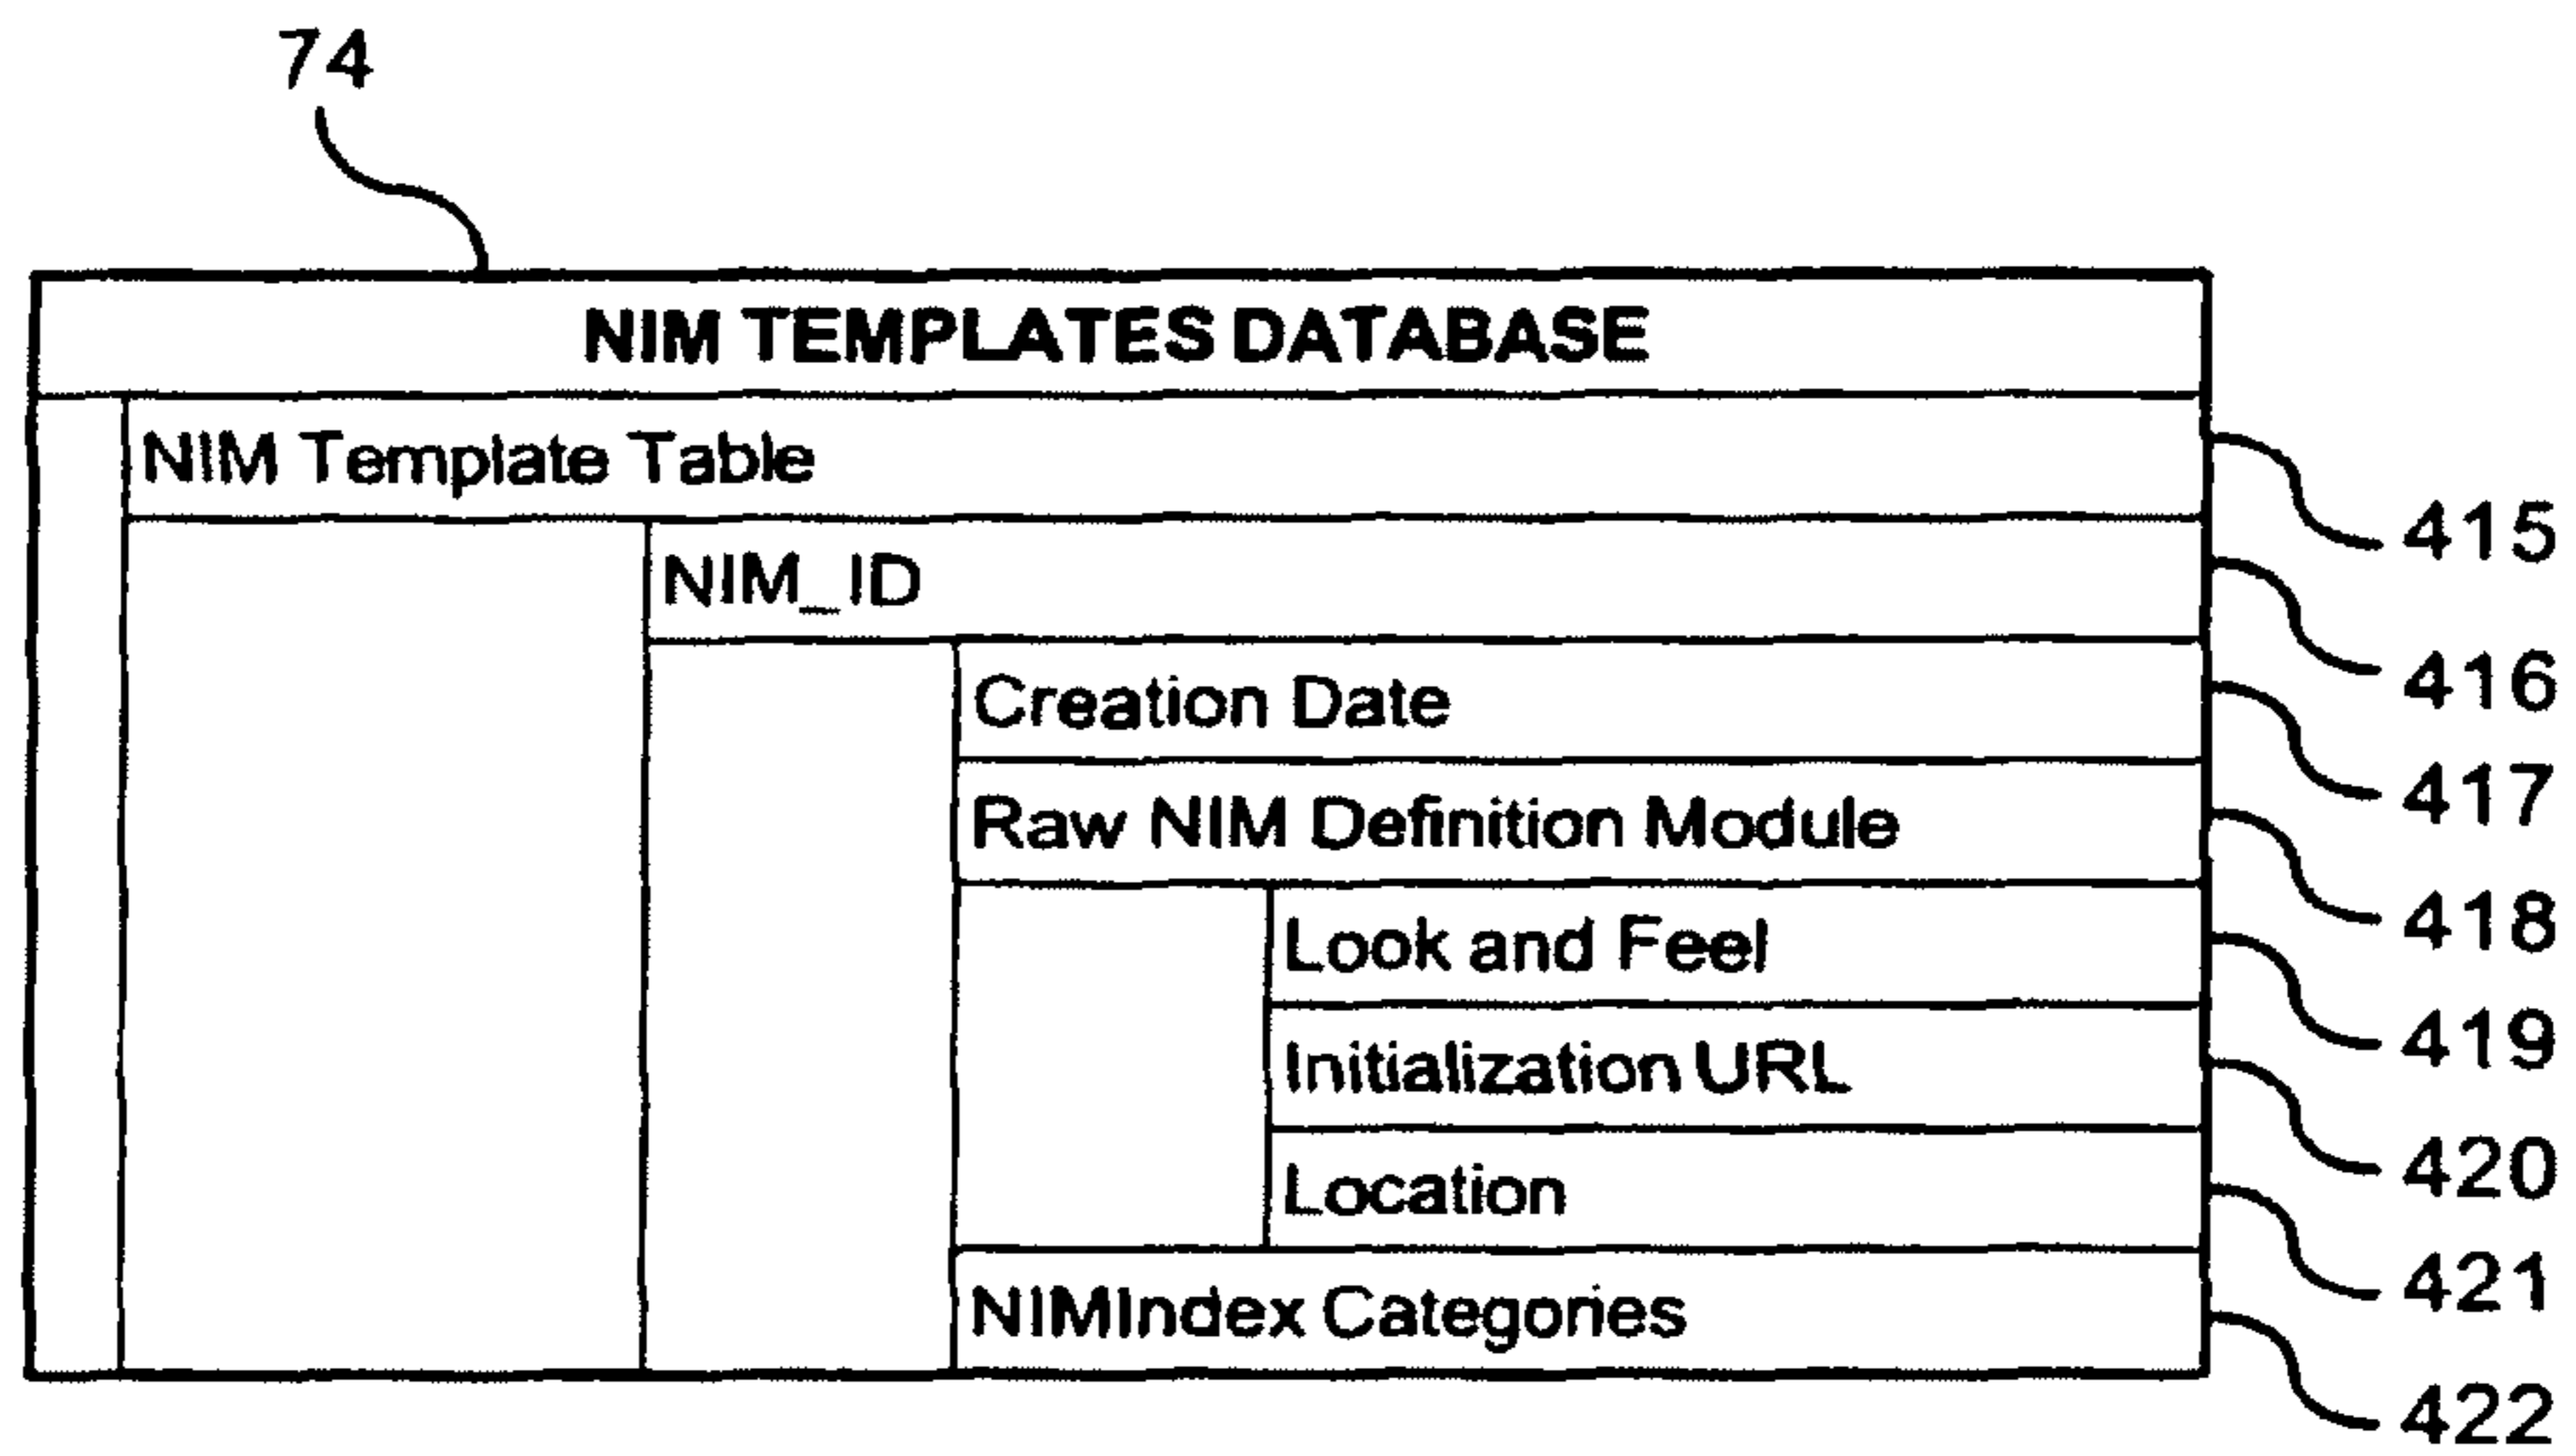 74
NIM TEMPLATES DATABASE
NIM Template Table
415
NIM_ID
416
Creation Date
417
Raw NIM Definition Module
418
Look and Feel
419
Initialization URL
420
Location
421
NIMIndex Categories
422